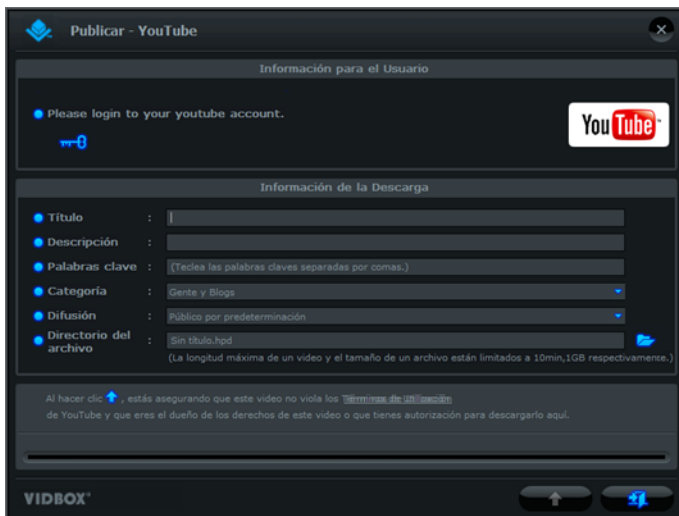 Publicar - YouTube
Información para el Usuario
Please login to your youtube account.
You Tube
Información de la Descarga
Título :
Descripción :
Palabras clave : (Teclea las palabras claves separadas por comas.)
Categoría : Gente y Blogs
Difusión : Público por predeterminación
Directorio del archivo : Sin título.hpd
(La longitud máxima de un video y el tamaño de un archivo están limitados a 10min,1GB respectivamente.)
Al hacer clic , estás asegurando que este video no viola los Términos de Utilización
de YouTube y que eres el dueño de los derechos de este video o que tienes autorización para descargarlo aquí.
VIDBOX